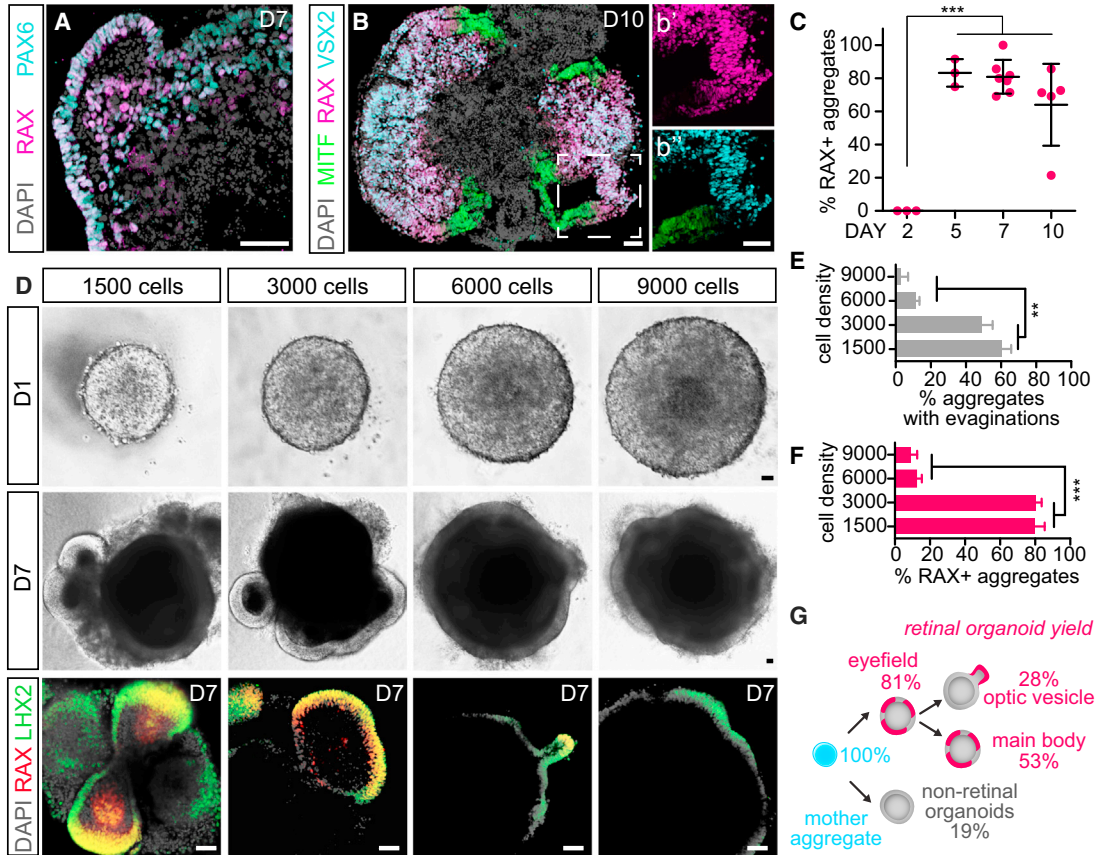 A
D7
DAPI RAX PAX6
B
D10
DAPI MITF RAX VSX2
b'
b''
C
***
% RAX+ aggregates
100
80
60
40
20
0
DAY 2 5 7 10
D
1500 cells
3000 cells
6000 cells
9000 cells
D1
D7
DAPI RAX LHX2
D7
D7
D7
D7
E
cell density
9000
6000
3000
1500
**
0 20 40 60 80 100
% aggregates
with evaginations
F
cell density
9000
6000
3000
1500
***
0 20 40 60 80 100
% RAX+ aggregates
G
retinal organoid yield
eyefield
81%
28%
optic vesicle
100%
main body
53%
mother
aggregate
non-retinal
organoids
19%